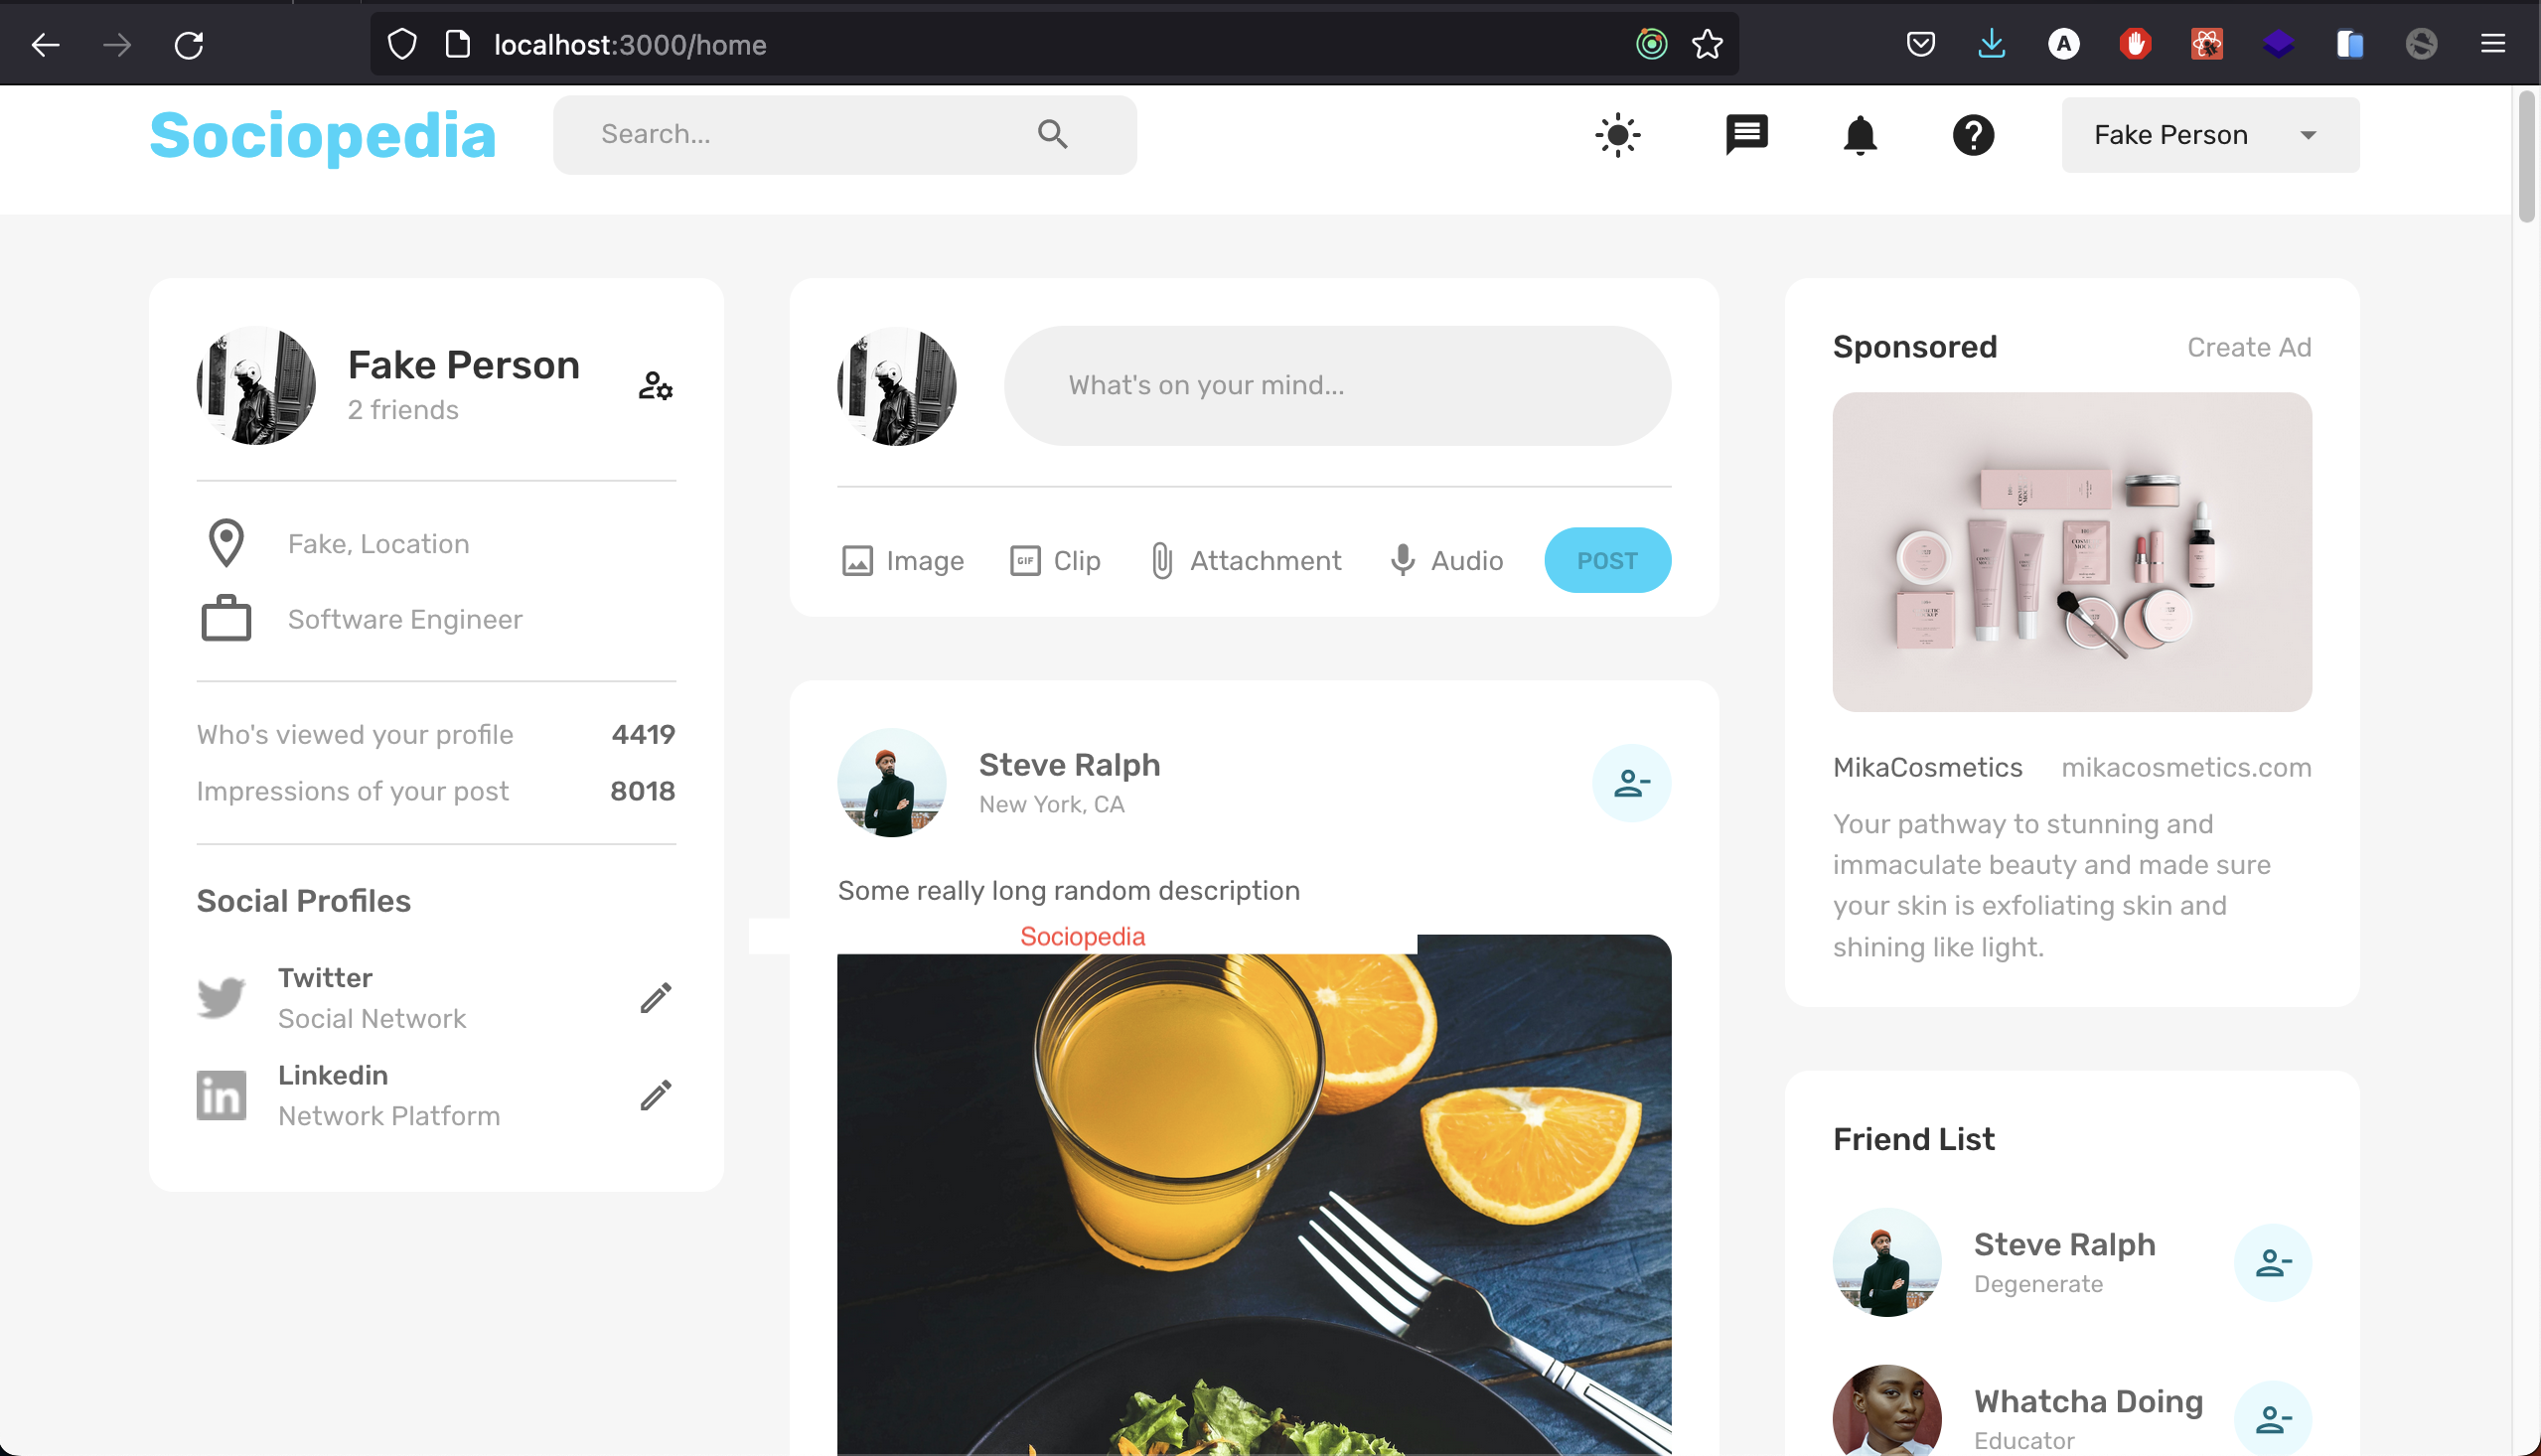 localhost:3000/home
Sociopedia
Search...
Fake Person
Fake Person
2 friends
Fake, Location
Software Engineer
Who's viewed your profile 4419
Impressions of your post 8018
Social Profiles
Twitter
Social Network
Linkedin
Network Platform
What's on your mind...
Image
GIF Clip
Attachment
Audio
POST
Steve Ralph
New York, CA
Some really long random description
Sociopedia
Sponsored
Create Ad
MikaCosmetics mikacosmetics.com
Your pathway to stunning and
immaculate beauty and made sure
your skin is exfoliating skin and
shining like light.
Friend List
Steve Ralph
Degenerate
Whatcha Doing
Educator